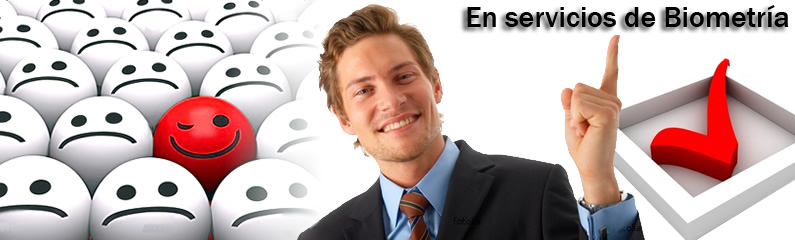 En servicios de Biometría